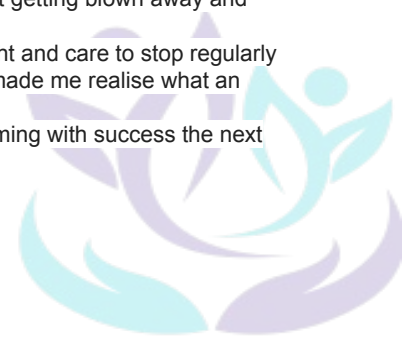 t getting blown away and
nt and care to stop regularly
made me realise what an
ming with success the next